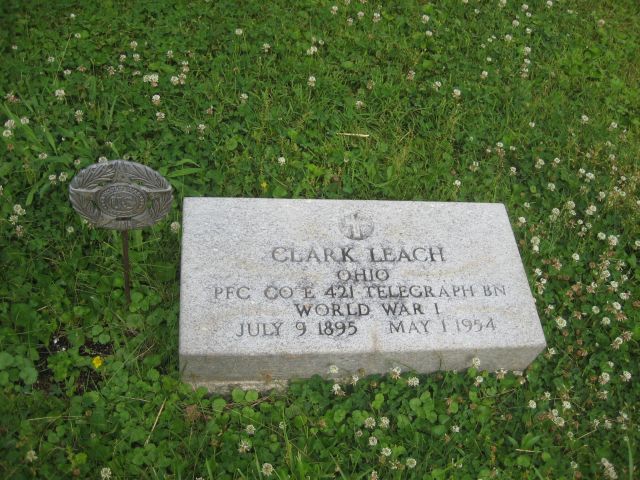 CLARK LEACH
OHIO
PFC CO E 421 TELEGRAPH BN
WORLD WAR I
JULY 9 1895 MAY 1 1954